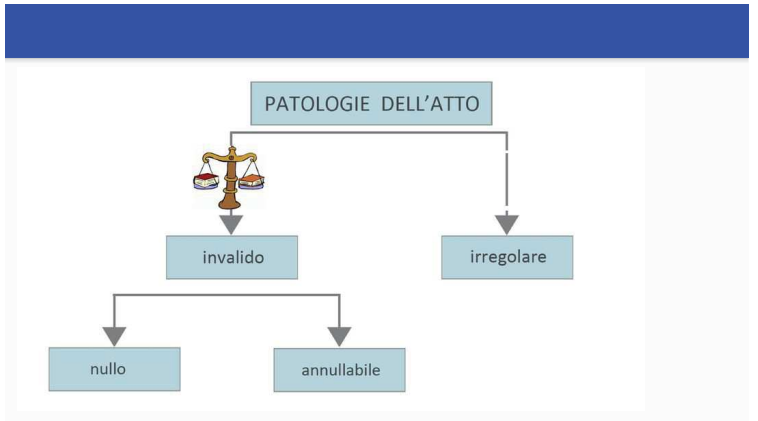 PATOLOGIE DELL’ATTO
invalido
irregolare
nullo
annullabile